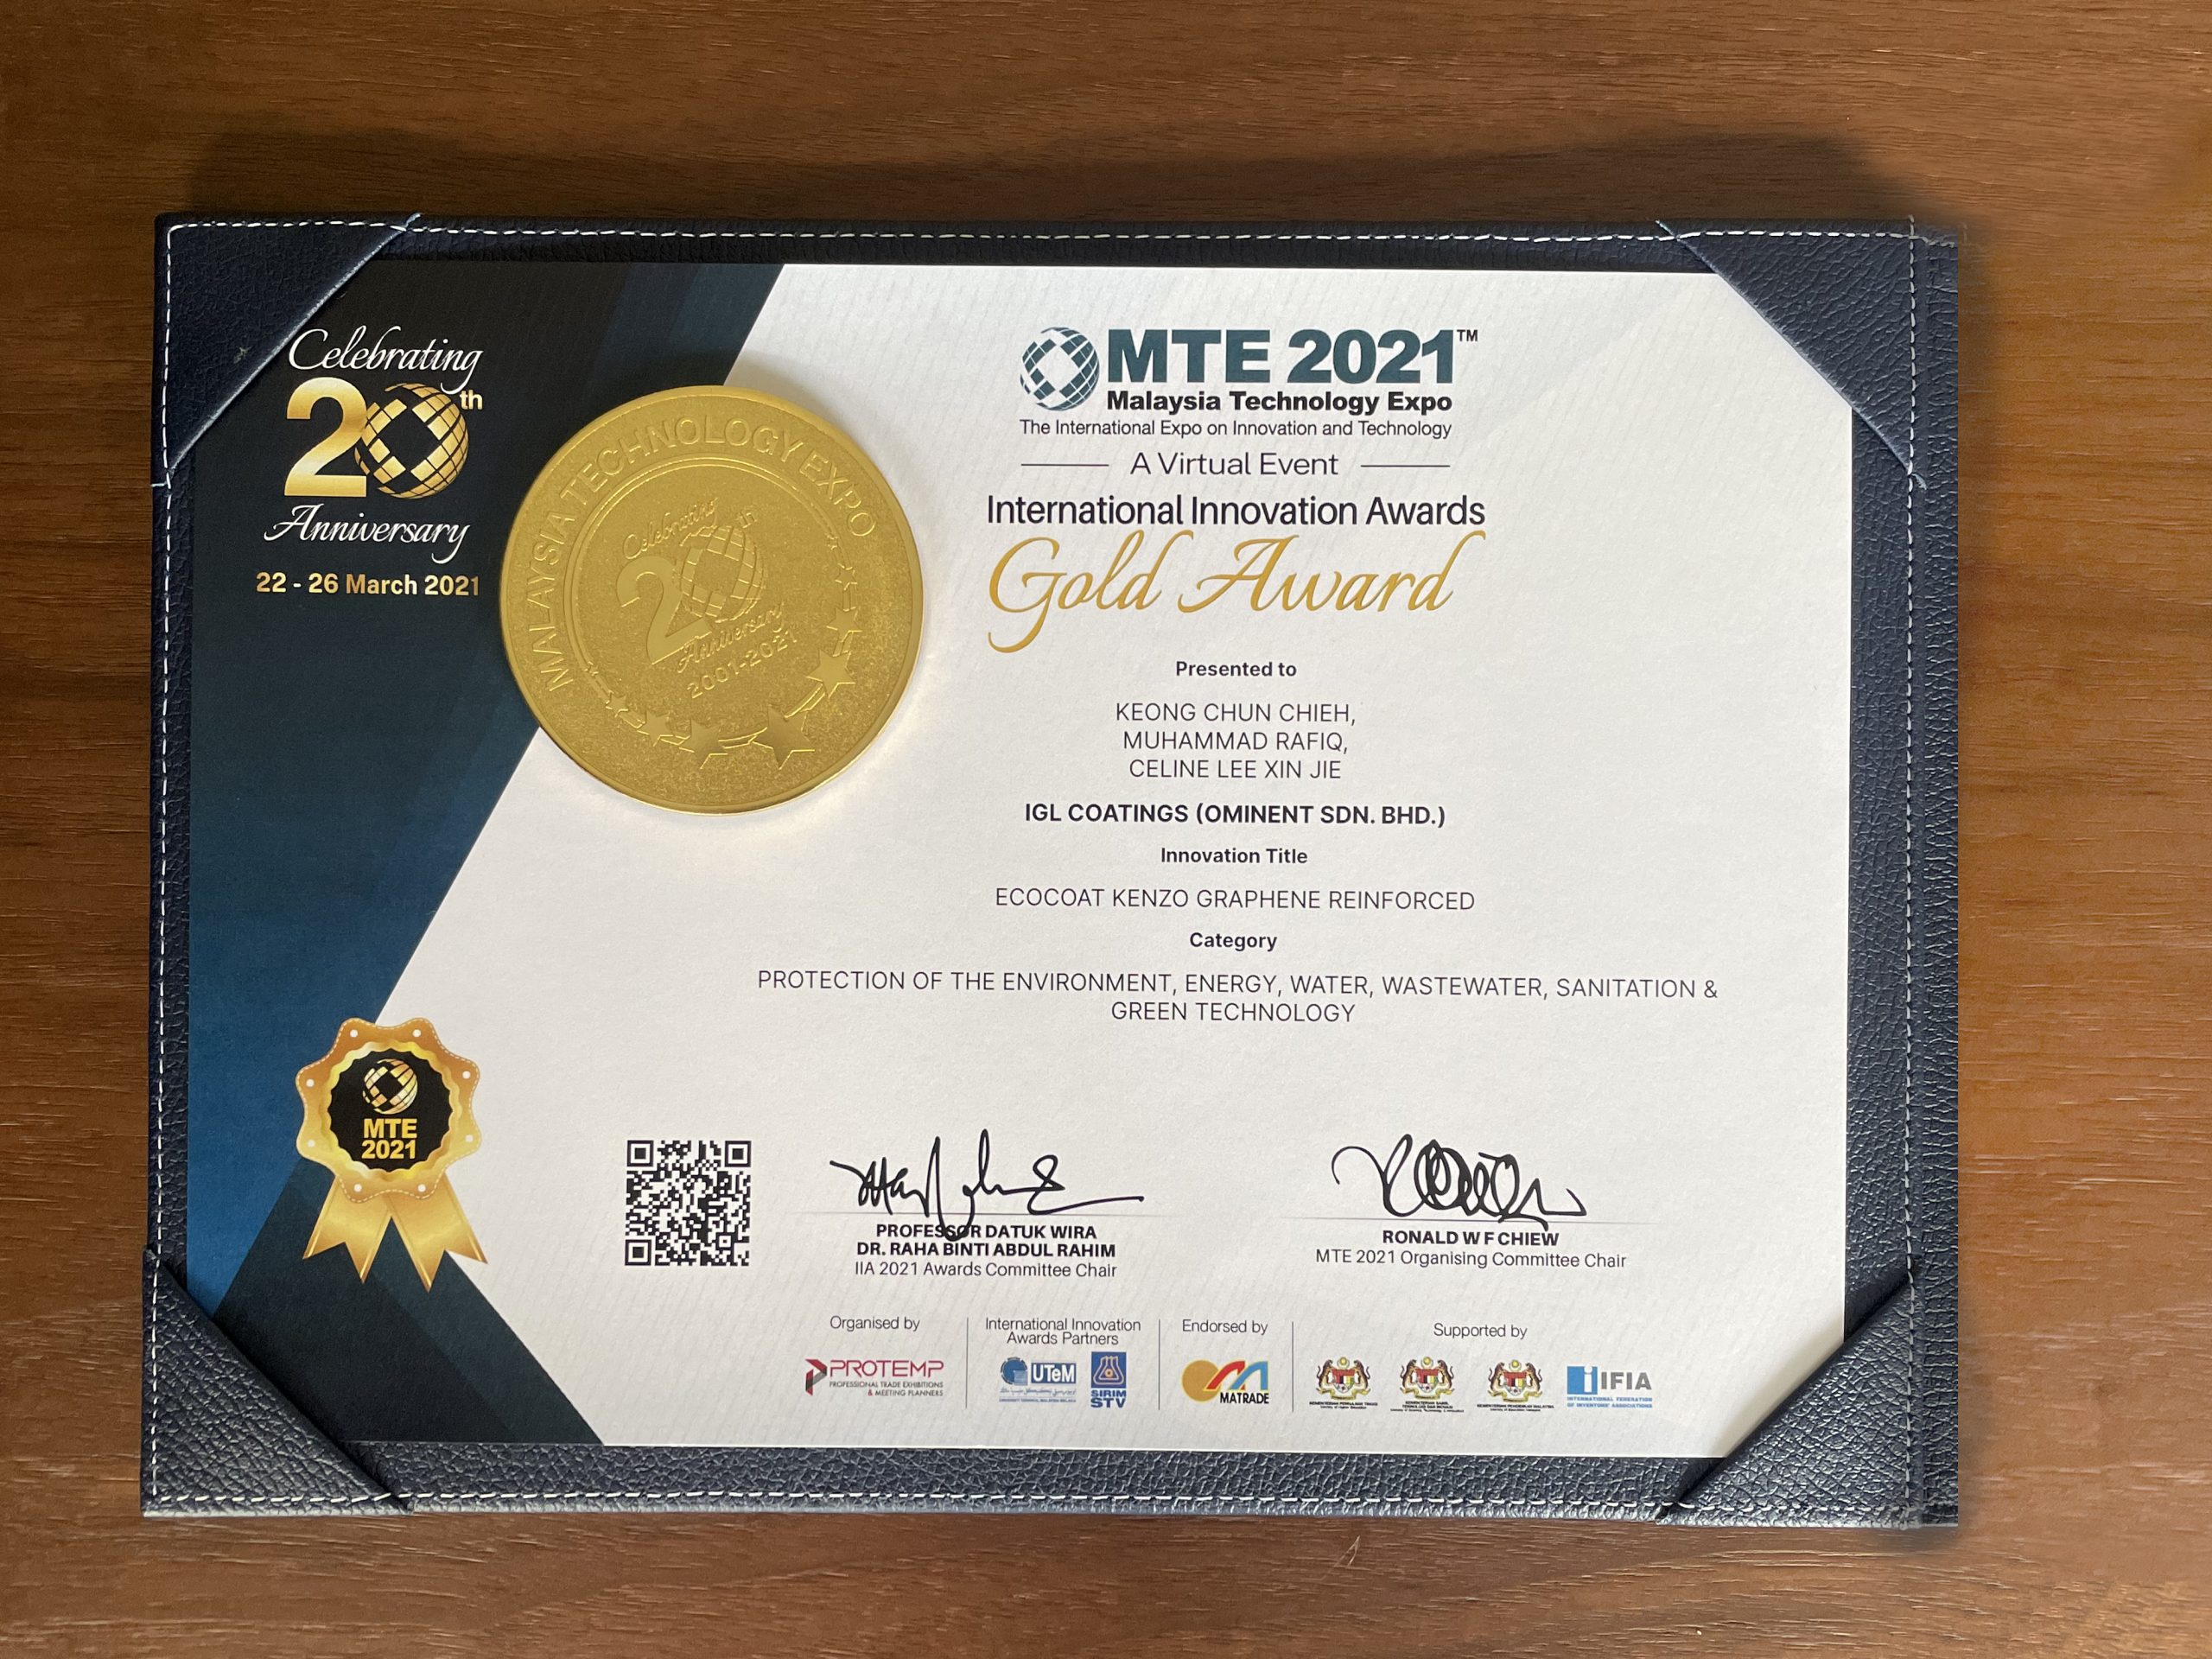 Celebrating
20th
Anniversary
22 - 26 March 2021
MALAYSIA TECHNOLOGY EXPO
Celebrating
20th
Anniversary
2001-2021
MTE 2021™
Malaysia Technology Expo
The International Expo on Innovation and Technology
A Virtual Event
International Innovation Awards
Gold Award
Presented to
KEONG CHUN CHIEH,
MUHAMMAD RAFIQ,
CELINE LEE XIN JIE
IGL COATINGS (OMINENT SDN. BHD.)
Innovation Title
ECOCOAT KENZO GRAPHENE REINFORCED
Category
PROTECTION OF THE ENVIRONMENT, ENERGY, WATER, WASTEWATER, SANITATION &
GREEN TECHNOLOGY
MTE
2021
PROFESSOR DATUK WIRA
DR. RAHA BINTI ABDUL RAHIM
IIA 2021 Awards Committee Chair
RONALD W F CHIEW
MTE 2021 Organising Committee Chair
Organised by
PROTEMP
PROFESSIONAL TRADE EXHIBITIONS
& MEETING PLANNERS
International Innovation
Awards Partners
UTeM
SIRIM
STV
Endorsed by
MATRADE
Supported by
IFIA
INTERNATIONAL FEDERATION
OF INVENTORS' ASSOCIATIONS